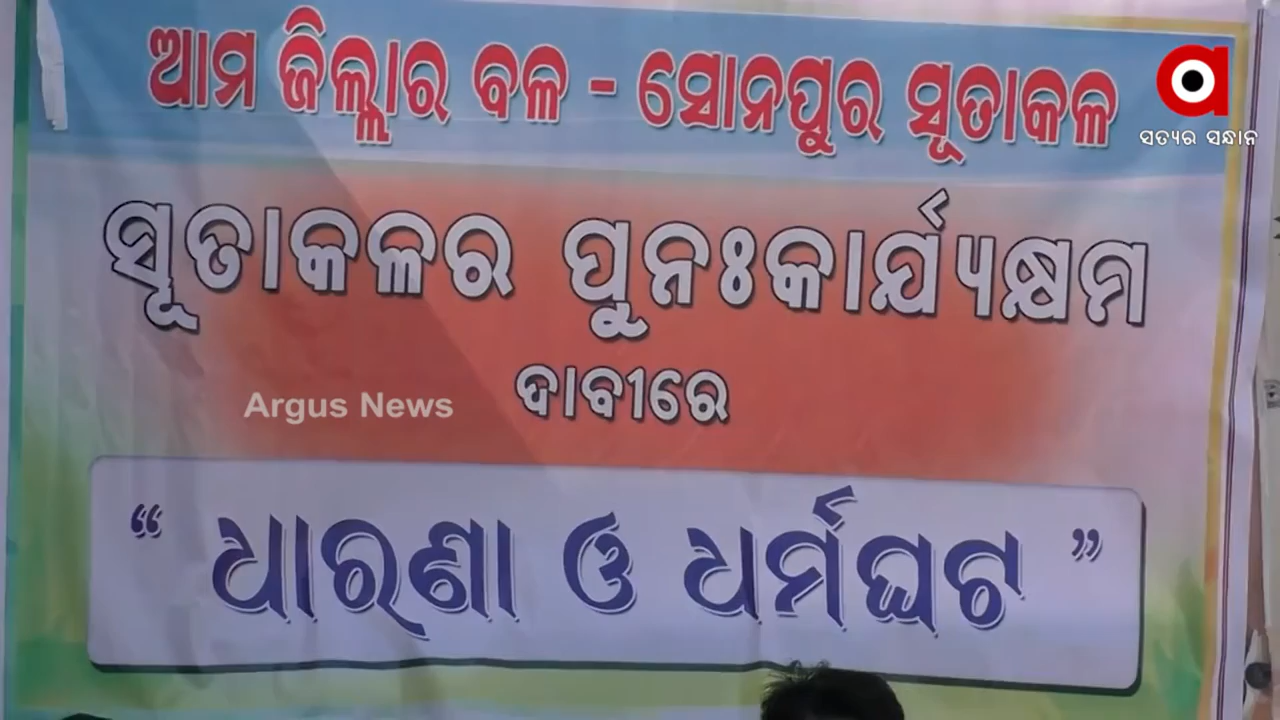 ଆମ ଜିଲ୍ଲାର ବଳ - ସୋନପୁର ସୂତାକଳ
ସତ୍ୟର ସନ୍ଧାନ
ସୂତାକଳର ପୁନଃକାର୍ଯ୍ୟକ୍ଷମ
ଦାବୀରେ
Argus News
“ ଧାରଣା ଓ ଧର୍ମଘଟ ”